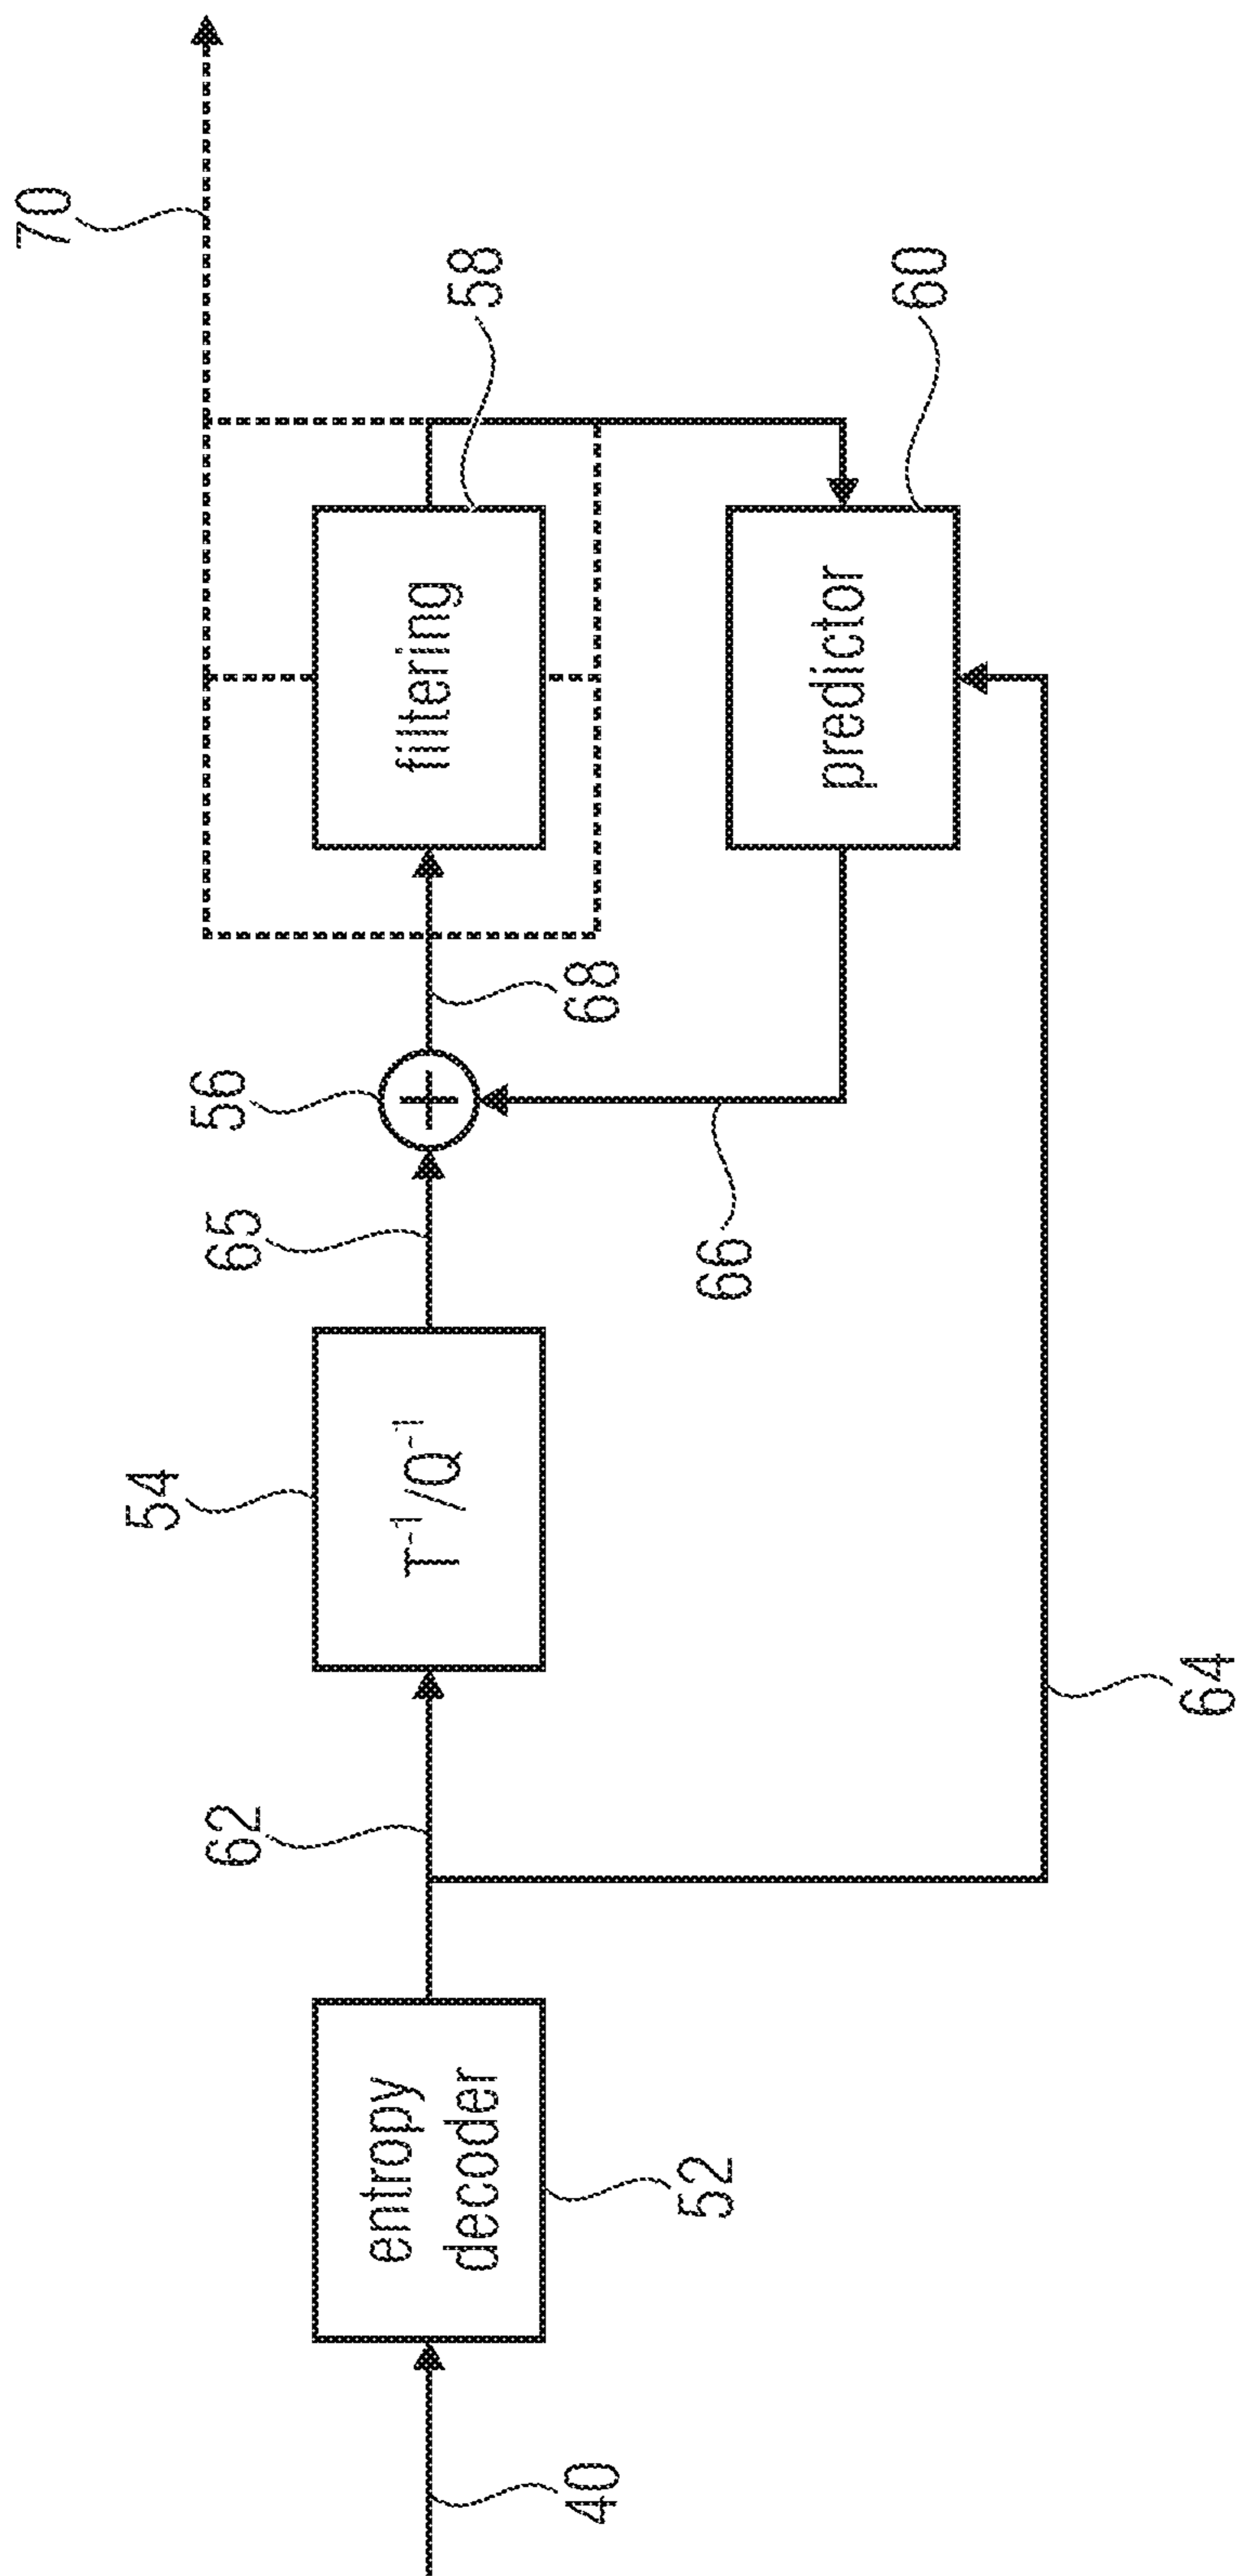 70
58
60
filtering
predictor
68
56
65
66
54
T⁻¹/Q⁻¹
62
64
entropy
decoder
52
40